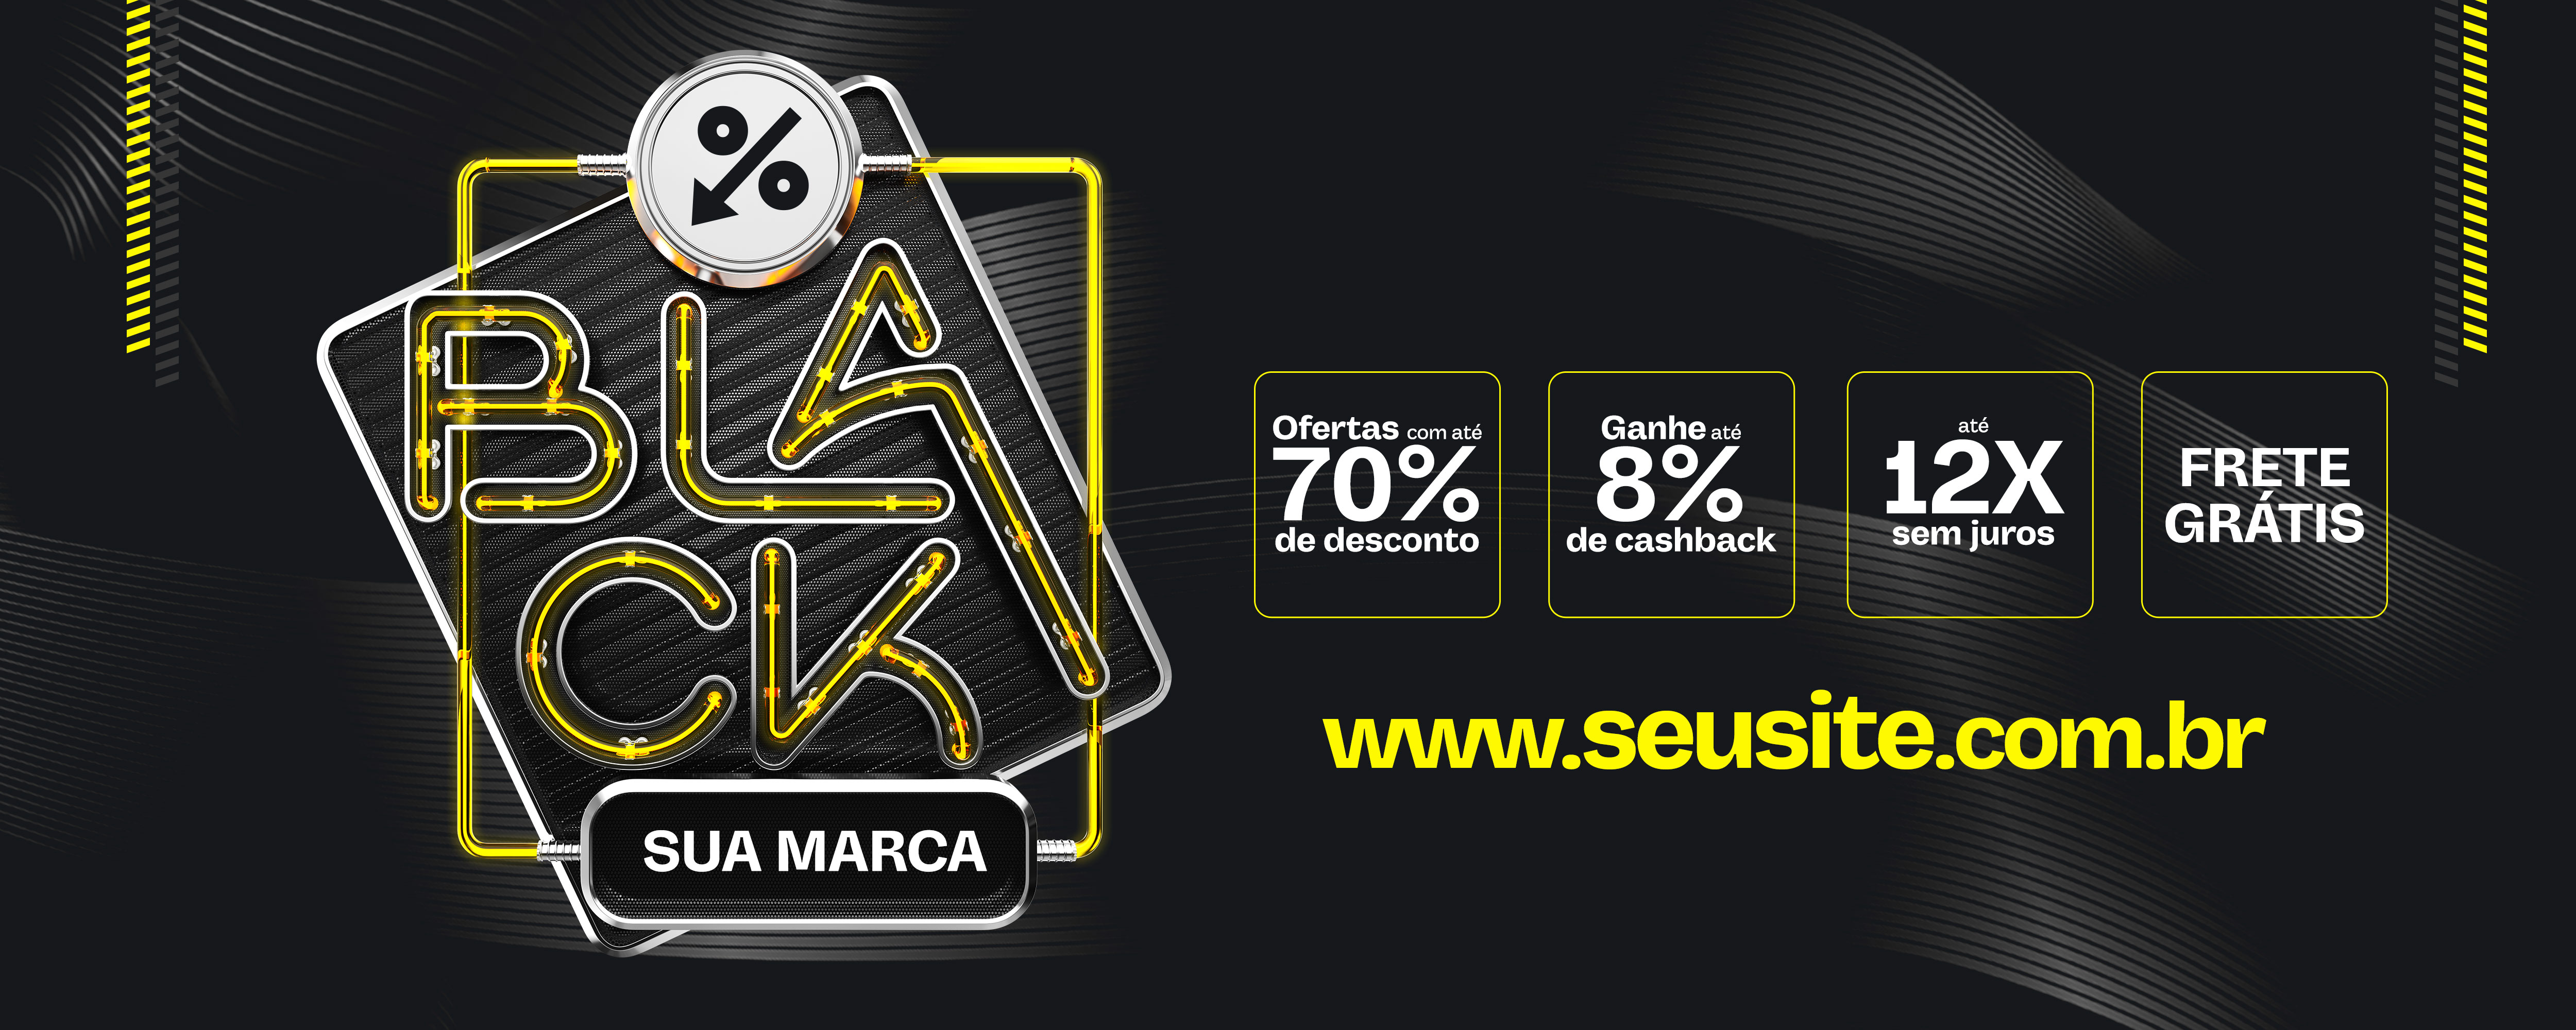 %
BLA
CK
SUA MARCA
Ofertas com até
70%
de desconto
Ganhe até
8%
de cashback
até
12X
sem juros
FRETE
GRÁTIS
www.seusite.com.br